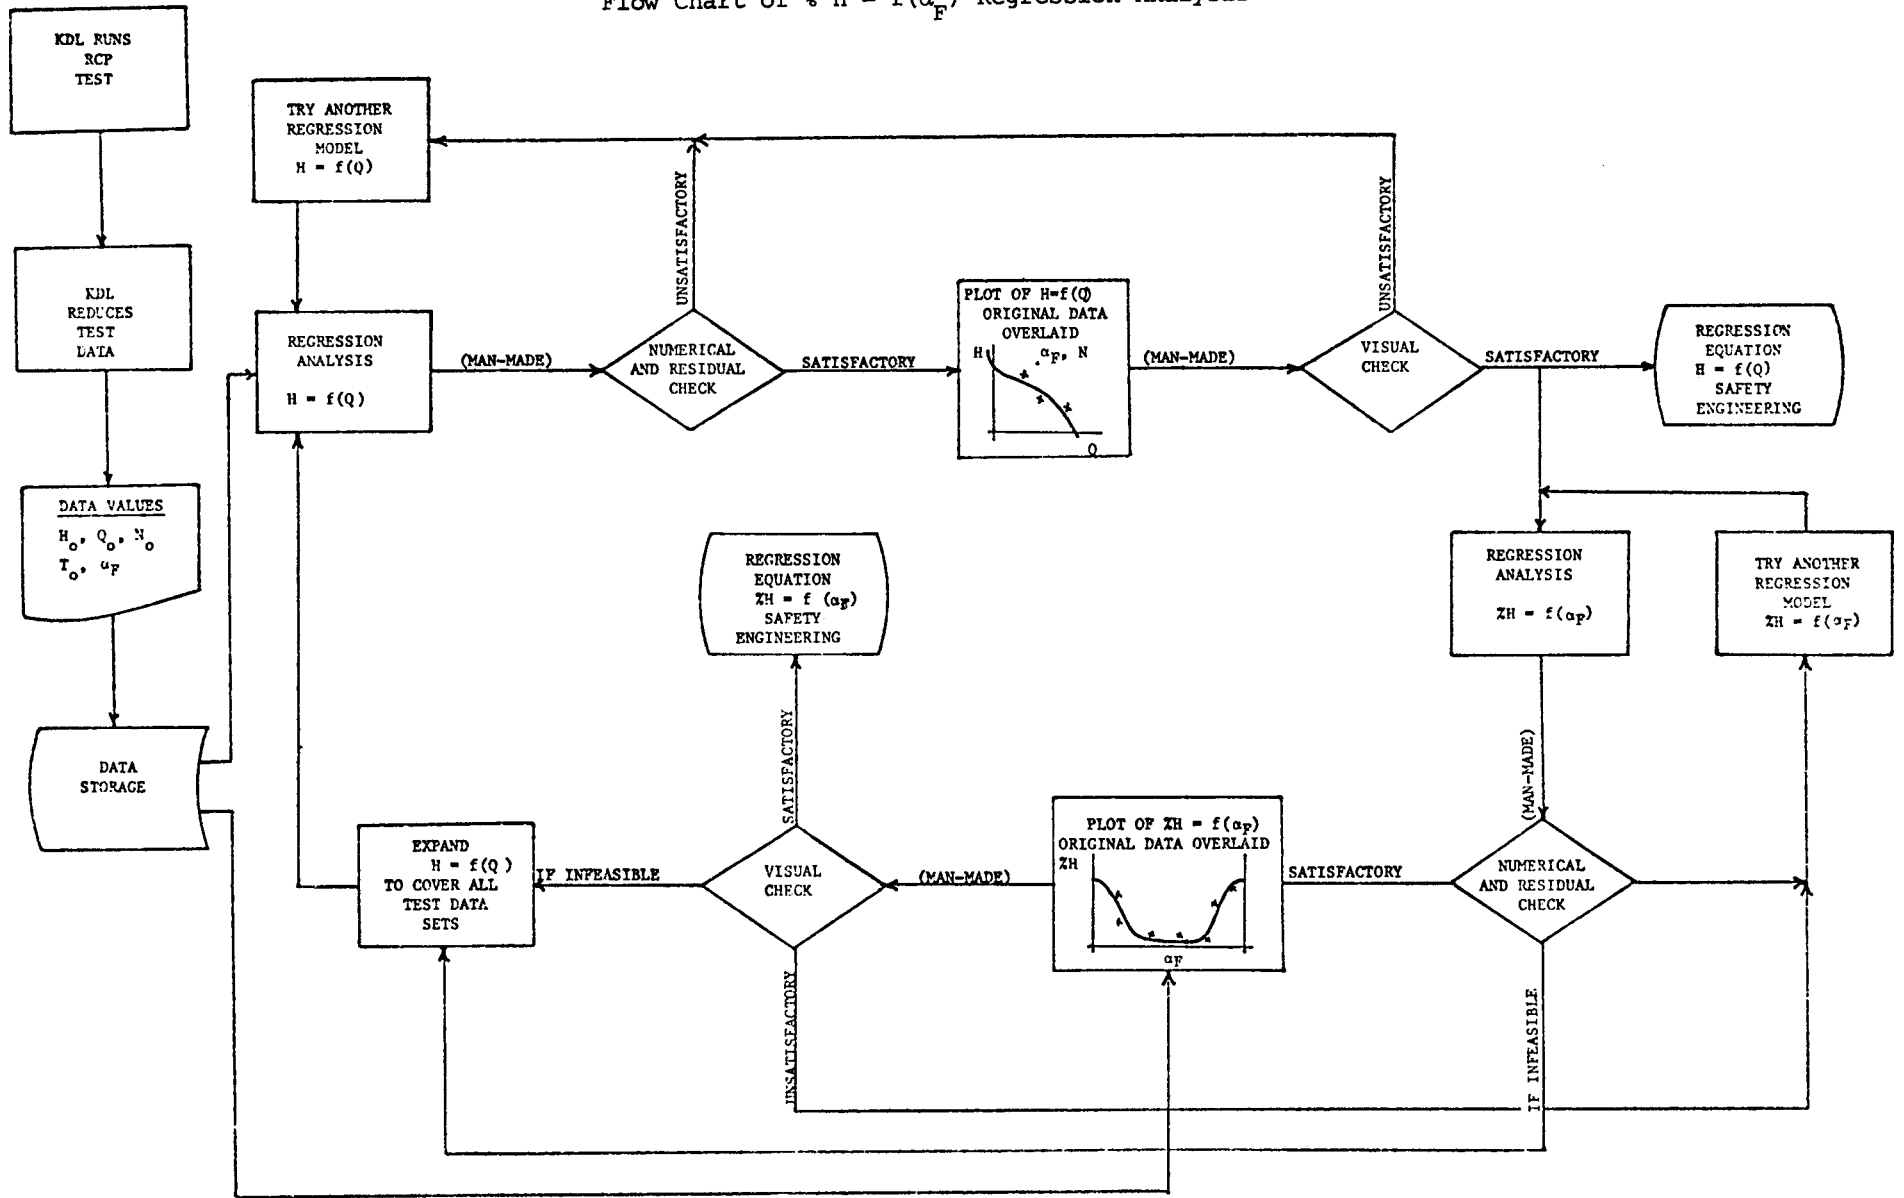 Flow Chart of % H = f(αF) Regression Analysis
KDL RUNS
RCP
TEST
KDL
REDUCES
TEST
DATA
DATA VALUES
Ho, Qo, No
To, αF
DATA
STORAGE
TRY ANOTHER
REGRESSION
MODEL
H = f(Q)
REGRESSION
ANALYSIS
H = f(Q)
(MAN-MADE)
UNSATISFACTORY
NUMERICAL
AND RESIDUAL
CHECK
SATISFACTORY
PLOT OF H=f(Q)
ORIGINAL DATA
OVERLAID
H
αF, N
Q
(MAN-MADE)
UNSATISFACTORY
VISUAL
CHECK
SATISFACTORY
REGRESSION
EQUATION
H = f(Q)
SAFETY
ENGINEERING
REGRESSION
ANALYSIS
%H = f(αF)
TRY ANOTHER
REGRESSION
MODEL
%H = f(αF)
(MAN-MADE)
NUMERICAL
AND RESIDUAL
CHECK
IF INFEASIBLE
SATISFACTORY
PLOT OF %H = f(αF)
ORIGINAL DATA OVERLAID
%H
αF
(MAN-MADE)
VISUAL
CHECK
UNSATISFACTORY
SATISFACTORY
REGRESSION
EQUATION
%H = f (αF)
SAFETY
ENGINEERING
IF INFEASIBLE
EXPAND
H = f(Q )
TO COVER ALL
TEST DATA
SETS